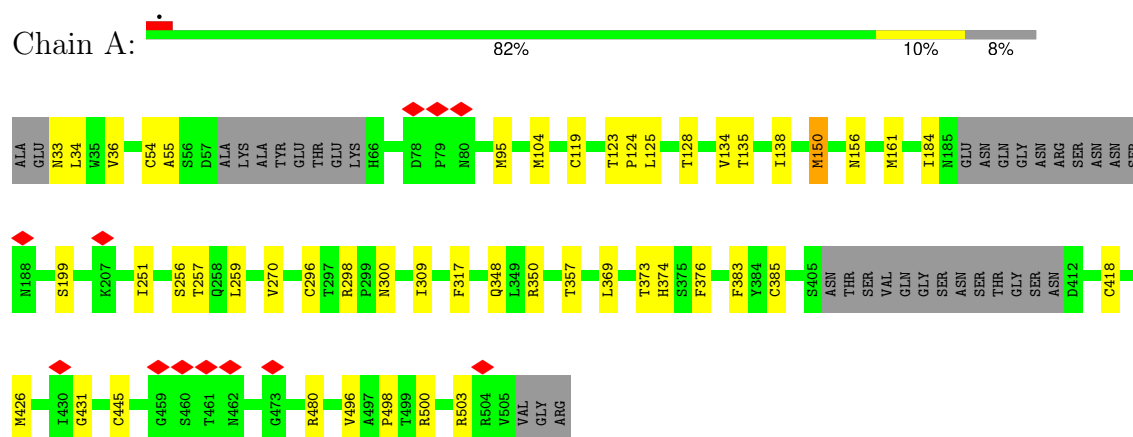 Chain A:
82%
10%
8%
ALA GLU N33 L34 W35 V36 C54 A55 S56 D57 ALA LYS ALA TYR GLU THR GLU LYS H66 D78 P79 N80 M95 M104 C119 T123 P124 L125 T128 V134 T135 I138 M150 N156 M161 I184 N185 GLU ASN GLN GLY ASN ARG SER ASN ASN SER
N188 S199 K207 I251 S256 T257 Q258 L259 V270 C296 T297 R298 P299 N300 I309 F317 Q348 L349 R350 T357 L369 T373 H374 S375 F376 F383 Y384 C385 S405 ASN THR SER VAL GLN GLY SER ASN SER THR GLY SER ASN D412 C418
M426 I430 G431 C445 G459 S460 T461 N462 G473 R480 V496 A497 P498 T499 R500 R503 R504 V505 VAL GLY ARG